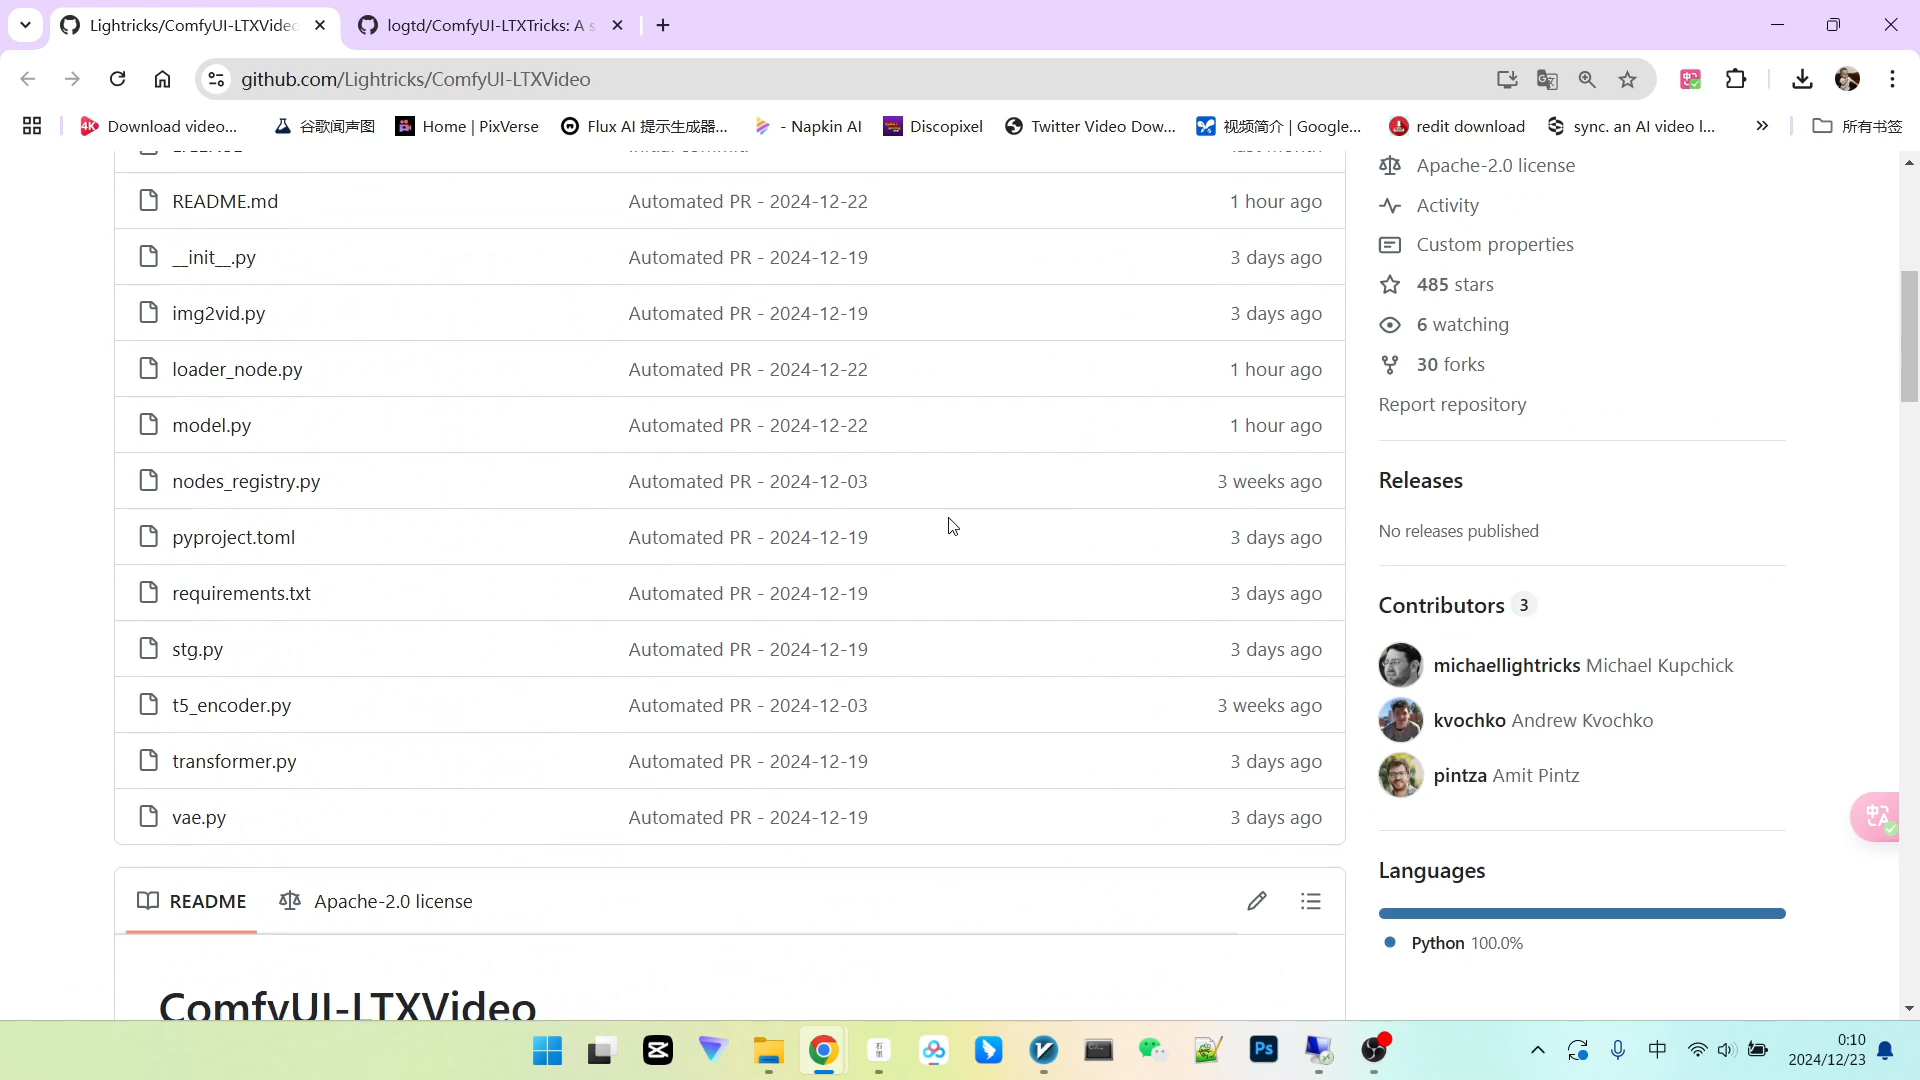 Lightricks/ComfyUI-LTXVideo
logtd/ComfyUI-LTXTricks: A s
github.com/Lightricks/ComfyUI-LTXVideo
4K Download video...
谷歌闻声图
Home | PixVerse
Flux AI 提示生成器...
- Napkin AI
Discopixel
Twitter Video Dow...
视频简介 | Google...
redit download
sync. an AI video l...
所有书签
README.md Automated PR - 2024-12-22 1 hour ago
__init__.py Automated PR - 2024-12-19 3 days ago
img2vid.py Automated PR - 2024-12-19 3 days ago
loader_node.py Automated PR - 2024-12-22 1 hour ago
model.py Automated PR - 2024-12-22 1 hour ago
nodes_registry.py Automated PR - 2024-12-03 3 weeks ago
pyproject.toml Automated PR - 2024-12-19 3 days ago
requirements.txt Automated PR - 2024-12-19 3 days ago
stg.py Automated PR - 2024-12-19 3 days ago
t5_encoder.py Automated PR - 2024-12-03 3 weeks ago
transformer.py Automated PR - 2024-12-19 3 days ago
vae.py Automated PR - 2024-12-19 3 days ago
README
Apache-2.0 license
ComfyUI-LTXVideo
Apache-2.0 license
Activity
Custom properties
485 stars
6 watching
30 forks
Report repository
Releases
No releases published
Contributors 3
michaellightricks Michael Kupchick
kvochko Andrew Kvochko
pintza Amit Pintz
Languages
Python 100.0%
Ps
中
0:10
2024/12/23